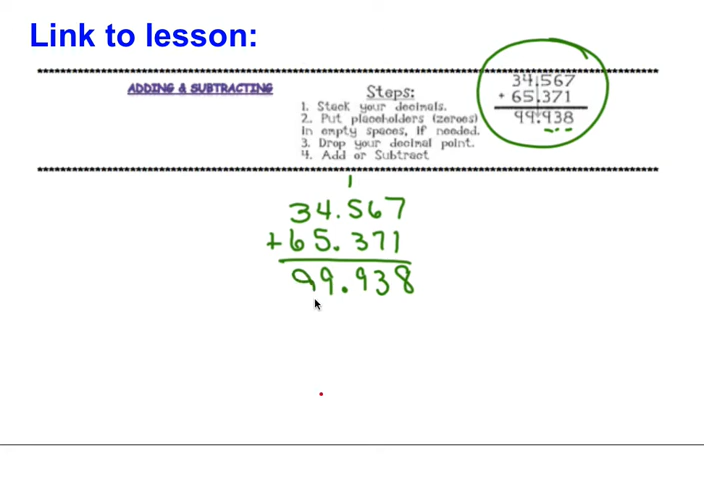 Link to lesson:
****************************************************************
ADDING & SUBTRACTING
Steps:
1. Stack your decimals.
2. Put placeholders (zeroes)
in empty spaces, if needed.
3. Drop your decimal point.
4. Add or Subtract
34.567
+ 65.371
99.938
****************************************************************
1
34.567
+65.371
99.938